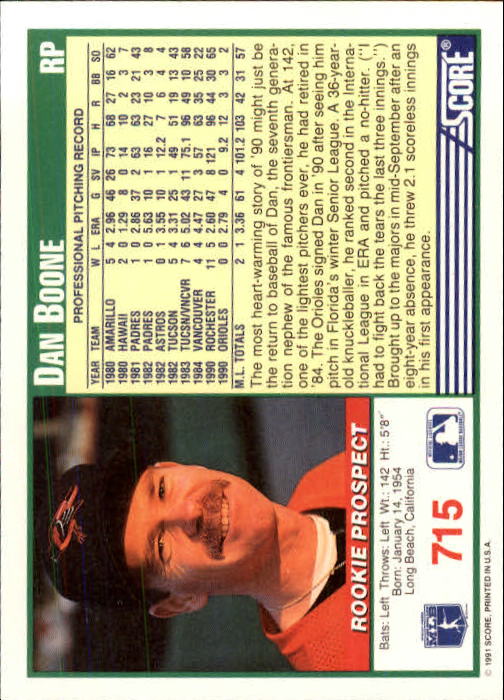 DAN BOONE RP
PROFESSIONAL PITCHING RECORD
YEAR TEAM W L ERA G SV IP H R BB SO
1980 AMARILLO 5 4 2.96 46 26 73 68 27 16 62
1980 HAWAII 2 0 1.29 8 0 14 10 2 3 7
1981 PADRES 1 0 2.86 37 2 63 63 23 21 43
1982 PADRES 1 0 5.63 10 1 16 21 10 3 8
1982 ASTROS 0 1 3.55 10 1 12.2 7 6 4 4
1982 TUCSON 5 4 3.31 25 1 49 51 19 13 43
1983 TUCSN/VNCVR 7 6 5.02 43 11 75.1 96 49 10 58
1984 VANCOUVER 4 4 4.47 27 3 57 63 35 25 22
1990 ROCHESTER 11 5 2.60 47 8 121 96 44 30 65
1990 ORIOLES 0 0 2.79 4 0 9.2 12 3 3 2
M.L. TOTALS 2 1 3.36 61 4 101.2 103 42 31 57
The most heart-warming story of '90 might just be
the return to baseball of Dan, the seventh genera-
tion nephew of the famous frontiersman. At 142,
one of the lightest pitchers ever, he had retired in
'84. The Orioles signed Dan in '90 after seeing him
pitch in Florida's winter Senior League. A 36-year-
old knuckleballer, he ranked second in the Interna-
tional League in ERA and pitched a no-hitter. ("I
had to fight back the tears the last three innings.")
Brought up to the majors in mid-September after an
eight-year absence, he threw 2.1 scoreless innings
in his first appearance.
SCORE®
ROOKIE PROSPECT
Bats: Left Throws: Left Wt.: 142 Ht.: 5'8"
Born: January 14, 1954
Long Beach, California
715
© 1991 SCORE, PRINTED IN U.S.A.